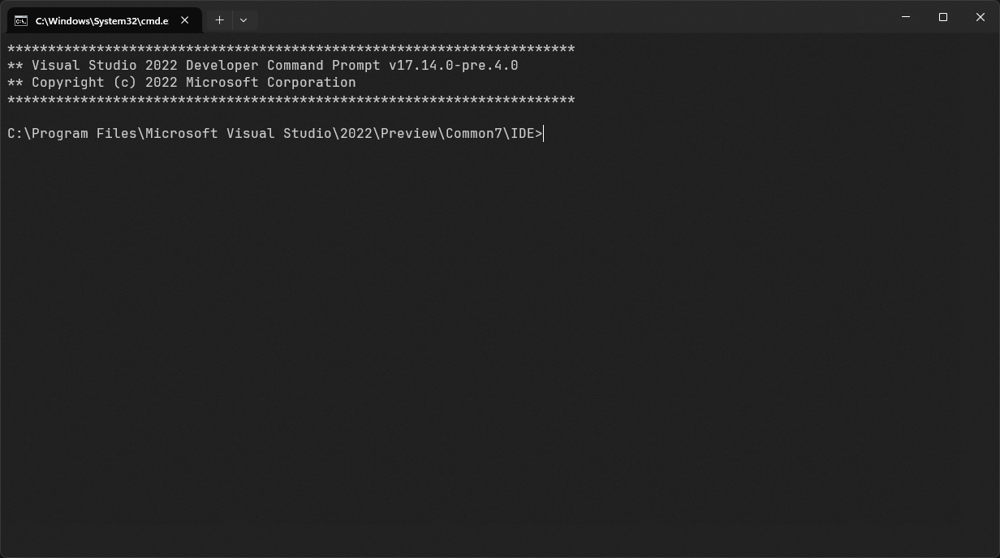 C:\Windows\System32\cmd.e
**********************************************************************
** Visual Studio 2022 Developer Command Prompt v17.14.0-pre.4.0
** Copyright (c) 2022 Microsoft Corporation
**********************************************************************
C:\Program Files\Microsoft Visual Studio\2022\Preview\Common7\IDE>